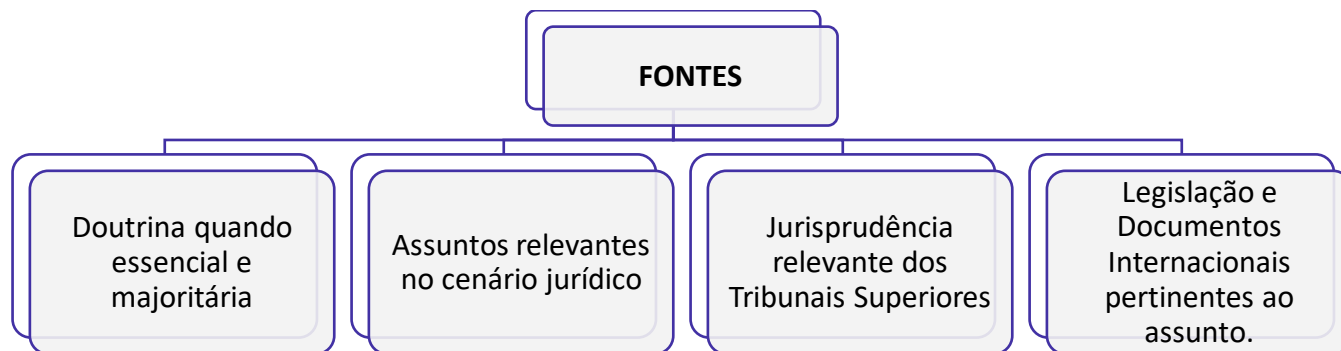 FONTES
Doutrina quando
essencial e
majoritária
Assuntos relevantes
no cenário jurídico
Jurisprudência
relevante dos
Tribunais Superiores
Legislação e
Documentos
Internacionais
pertinentes ao
assunto.